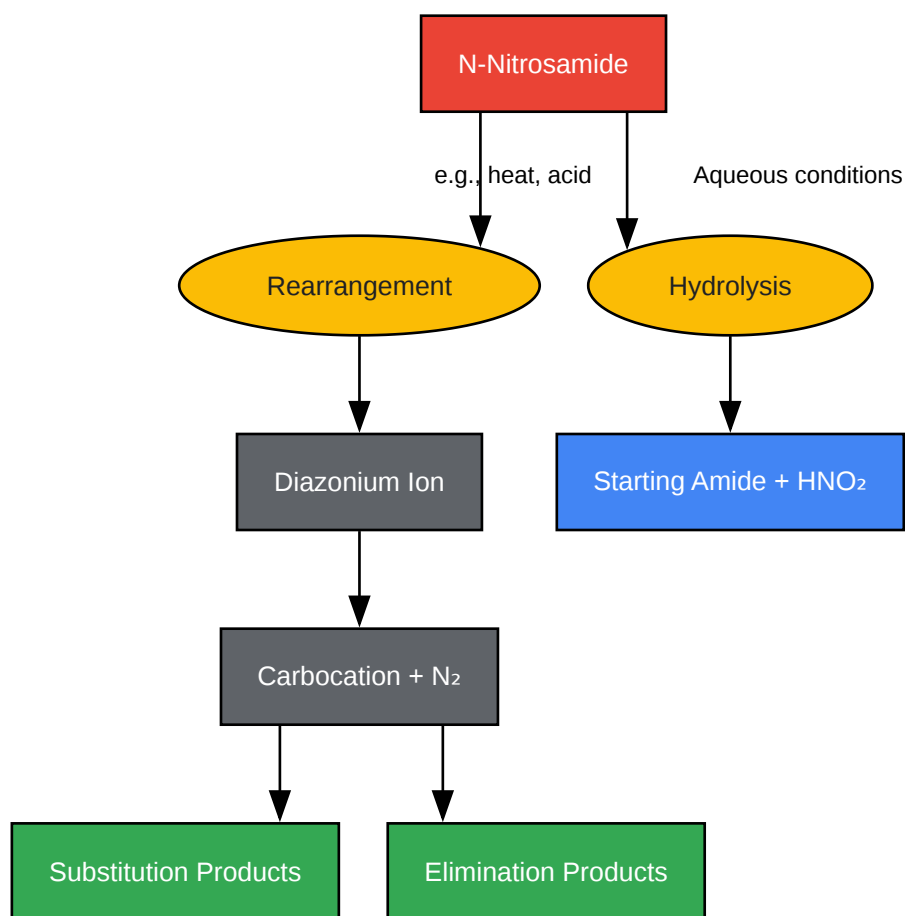 N-Nitrosamide
e.g., heat, acid
Aqueous conditions
Rearrangement
Hydrolysis
Diazonium Ion
Starting Amide + HNO₂
Carbocation + N₂
Substitution Products
Elimination Products